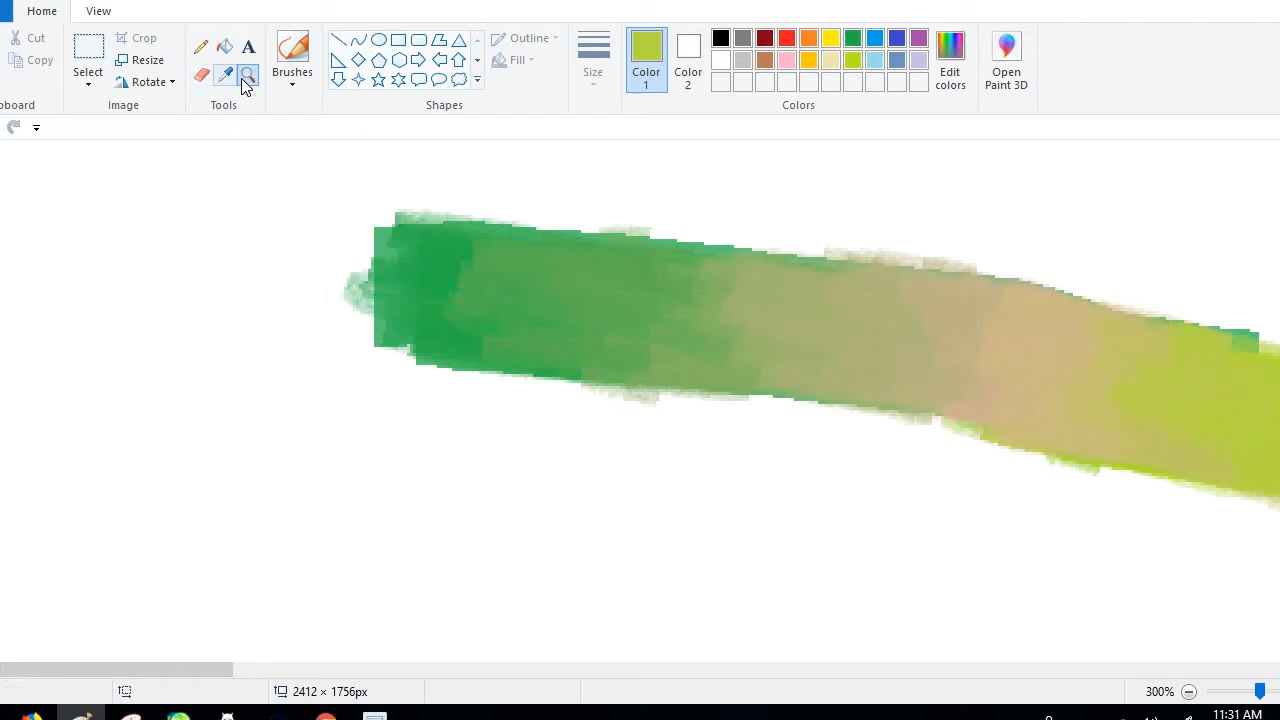 Home View
Cut
Copy
Select
Crop
Resize
Rotate
A
Brushes
Outline
Fill
Size
Color 1
Color 2
Edit colors
Open Paint 3D
board
Image
Tools
Shapes
Colors
2412 × 1756px
300%
11:31 AM